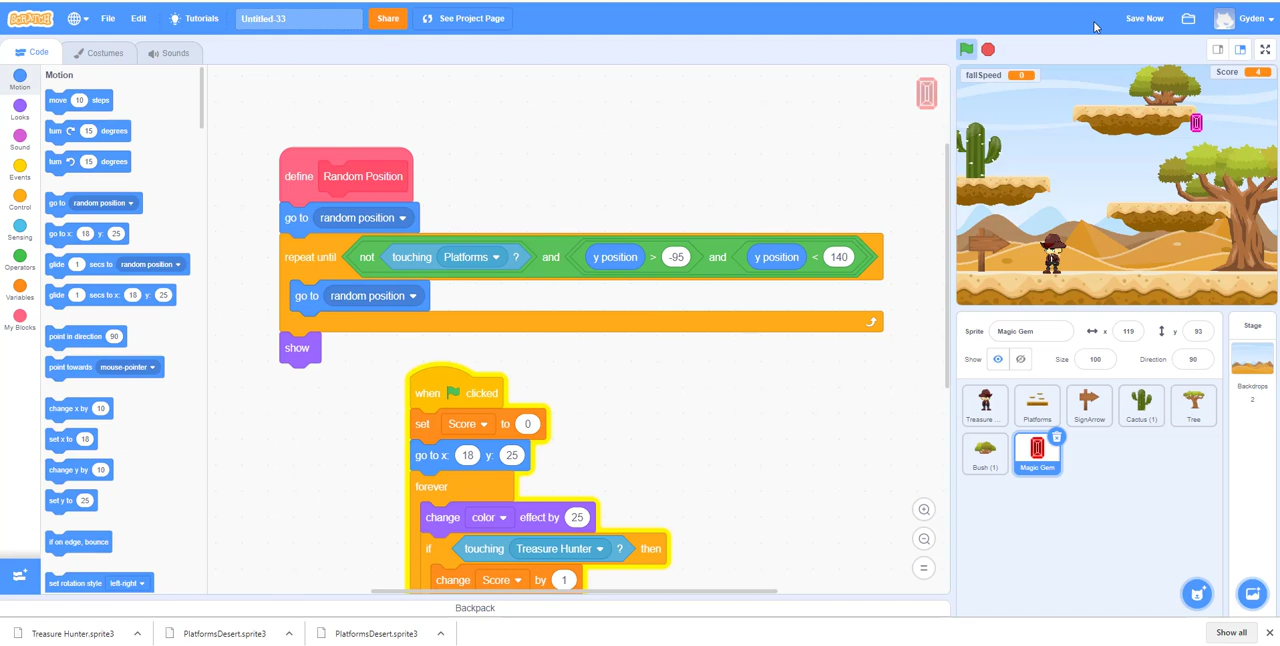 SCRATCH File Edit Tutorials Untitled-33 Share See Project Page Save Now Gyden
Code Costumes Sounds
Motion
Looks
Sound
Events
Control
Sensing
Operators
Variables
My Blocks
Motion
move 10 steps
turn 15 degrees
turn 15 degrees
go to random position
go to x: 18 y: 25
glide 1 secs to random position
glide 1 secs to x: 18 y: 25
point in direction 90
point towards mouse-pointer
change x by 10
set x to 18
change y by 10
set y to 25
if on edge, bounce
set rotation style left-right
define Random Position
go to random position
repeat until not touching Platforms ? and y position > -95 and y position < 140
go to random position
show
when clicked
set Score to 0
go to x: 18 y: 25
forever
change color effect by 25
if touching Treasure Hunter ? then
change Score by 1
fallSpeed 0 Score 4
Sprite Magic Gem x 119 y 93
Show Size 100 Direction 90
Treasure ... Platforms SignArrow Cactus (1) Tree
Bush (1) Magic Gem
Stage
Backdrops
2
Backpack
Treasure Hunter.sprite3 PlatformsDesert.sprite3 PlatformsDesert.sprite3 Show all